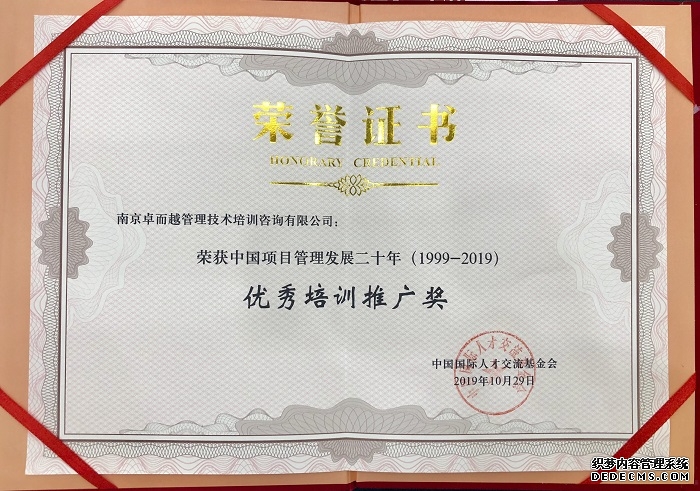 荣誉证书
HONORARY CREDENTIAL
南京卓而越管理技术培训咨询有限公司：
荣获中国项目管理发展二十年（1999—2019）
优秀培训推广奖
中国国际人才交流基金会
2019年10月29日
织梦内容管理系统
DEDECMS.COM